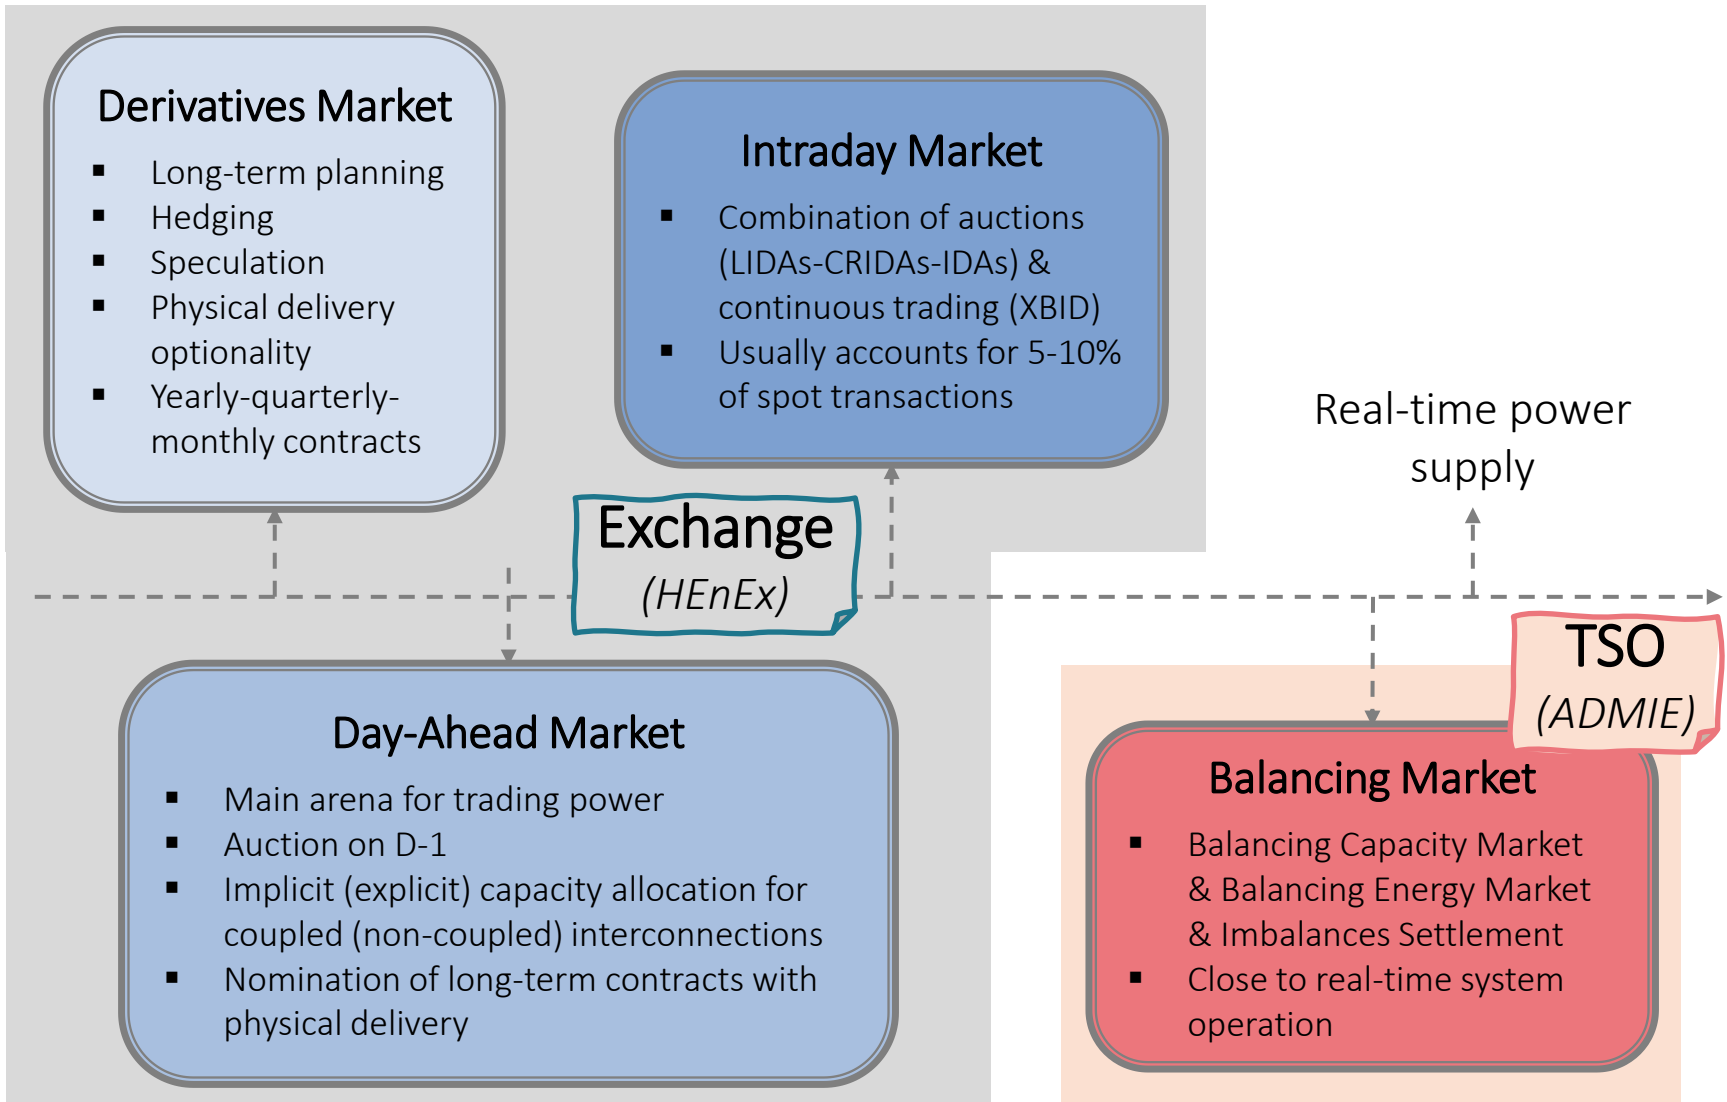 Derivatives Market
▪ Long-term planning
▪ Hedging
▪ Speculation
▪ Physical delivery
optionality
▪ Yearly-quarterly-
monthly contracts
Intraday Market
▪ Combination of auctions
(LIDAs-CRIDAs-IDAs) &
continuous trading (XBID)
▪ Usually accounts for 5-10%
of spot transactions
Real-time power
supply
Exchange
(HEnEx)
TSO
(ADMIE)
Day-Ahead Market
▪ Main arena for trading power
▪ Auction on D-1
▪ Implicit (explicit) capacity allocation for
coupled (non-coupled) interconnections
▪ Nomination of long-term contracts with
physical delivery
Balancing Market
▪ Balancing Capacity Market
& Balancing Energy Market
& Imbalances Settlement
▪ Close to real-time system
operation